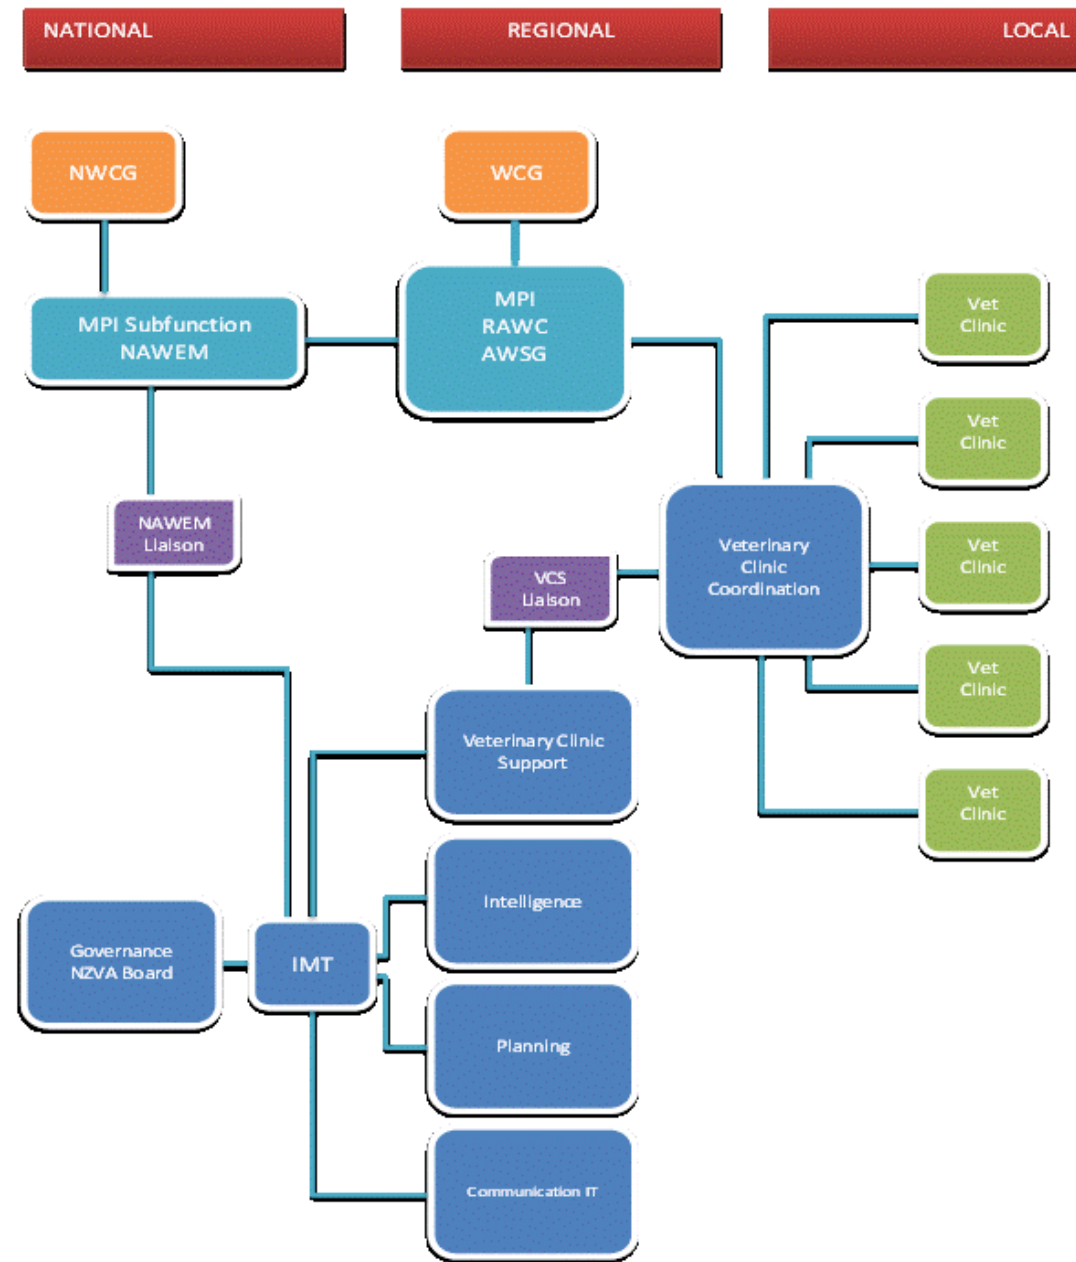 NATIONAL
REGIONAL
LOCAL
NWCG
WCG
MPI Subfunction
NAWEM
MPI
RAWC
AWSG
Vet
Clinic
Vet
Clinic
Vet
Clinic
Vet
Clinic
Vet
Clinic
NAWEM
Liaison
VCS
Liaison
Veterinary
Clinic
Coordination
Veterinary Clinic
Support
Intelligence
Governance
NZVA Board
IMT
Planning
Communication IT